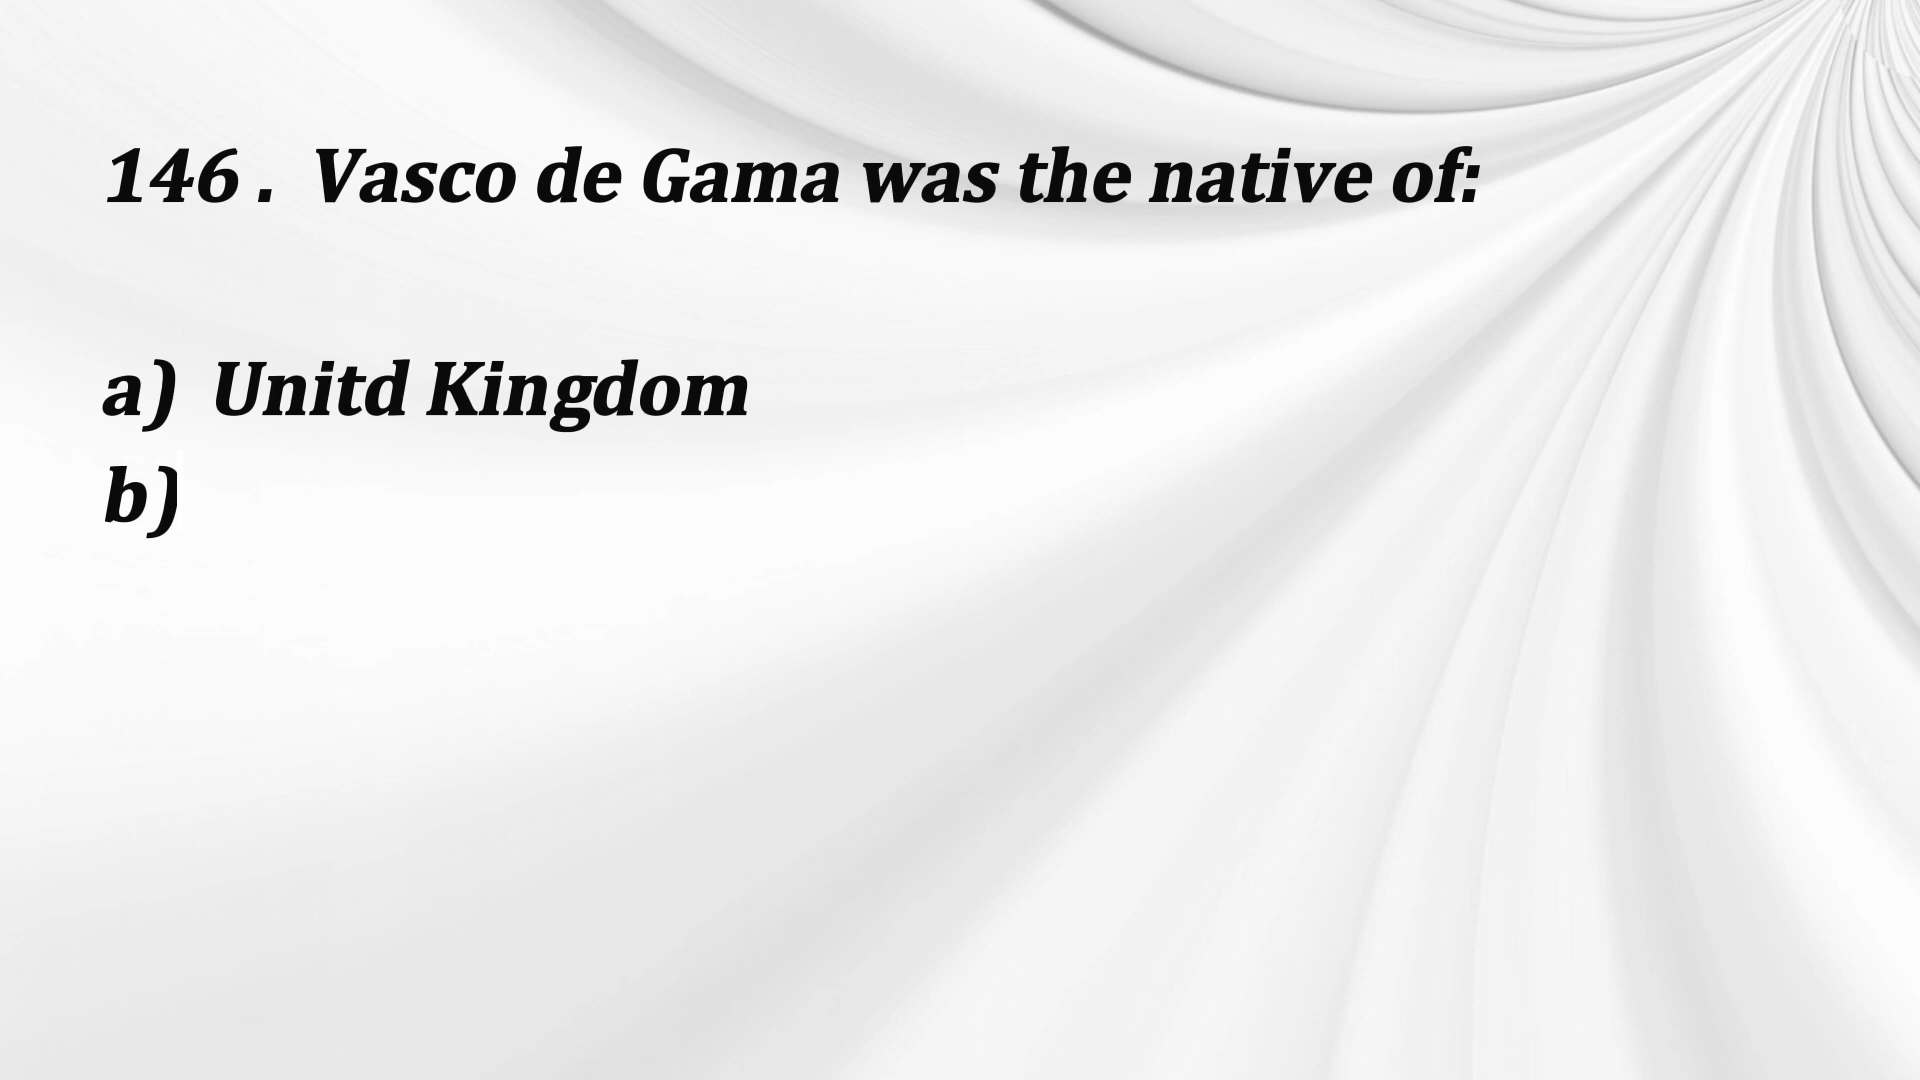 146 . Vasco de Gama was the native of:
a) Unitd Kingdom
b)